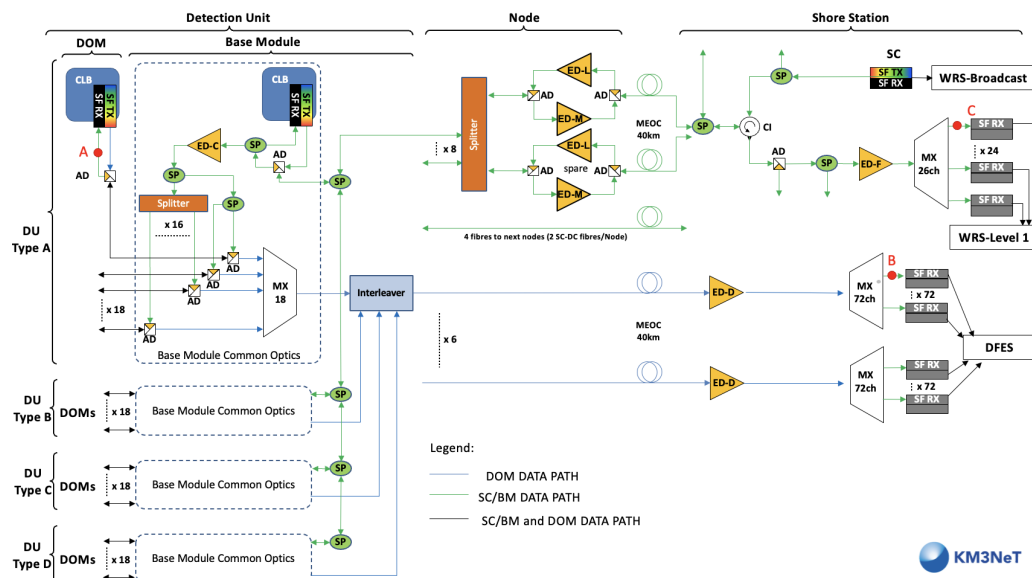 Detection Unit
Node
Shore Station
DOM
Base Module
CLB
SF RX
SF TX
A
AD
CLB
SF RX
SF TX
ED-C
SP
AD
SP
SP
Splitter
SP
x 16
AD
AD
AD
AD
MX
18
x 18
Base Module Common Optics
DU
Type A
Interleaver
Splitter
x 8
AD
ED-L
AD
ED-M
ED-L
AD
spare
AD
ED-M
MEOC
40km
4 fibres to next nodes (2 SC-DC fibres/Node)
SP
SP
CI
SC
SF TX
SF RX
WRS-Broadcast
AD
SP
ED-F
MX
26ch
C
SF RX
x 24
SF RX
SF RX
WRS-Level 1
ED-D
MX
72ch
B
SF RX
x 72
SF RX
DFES
x 6
MEOC
40km
ED-D
MX
72ch
SF RX
x 72
SF RX
DU
Type B
DOMs
x 18
Base Module Common Optics
SP
DU
Type C
DOMs
x 18
Base Module Common Optics
SP
DU
Type D
DOMs
x 18
Base Module Common Optics
SP
Legend:
DOM DATA PATH
SC/BM DATA PATH
SC/BM and DOM DATA PATH
KM3NeT